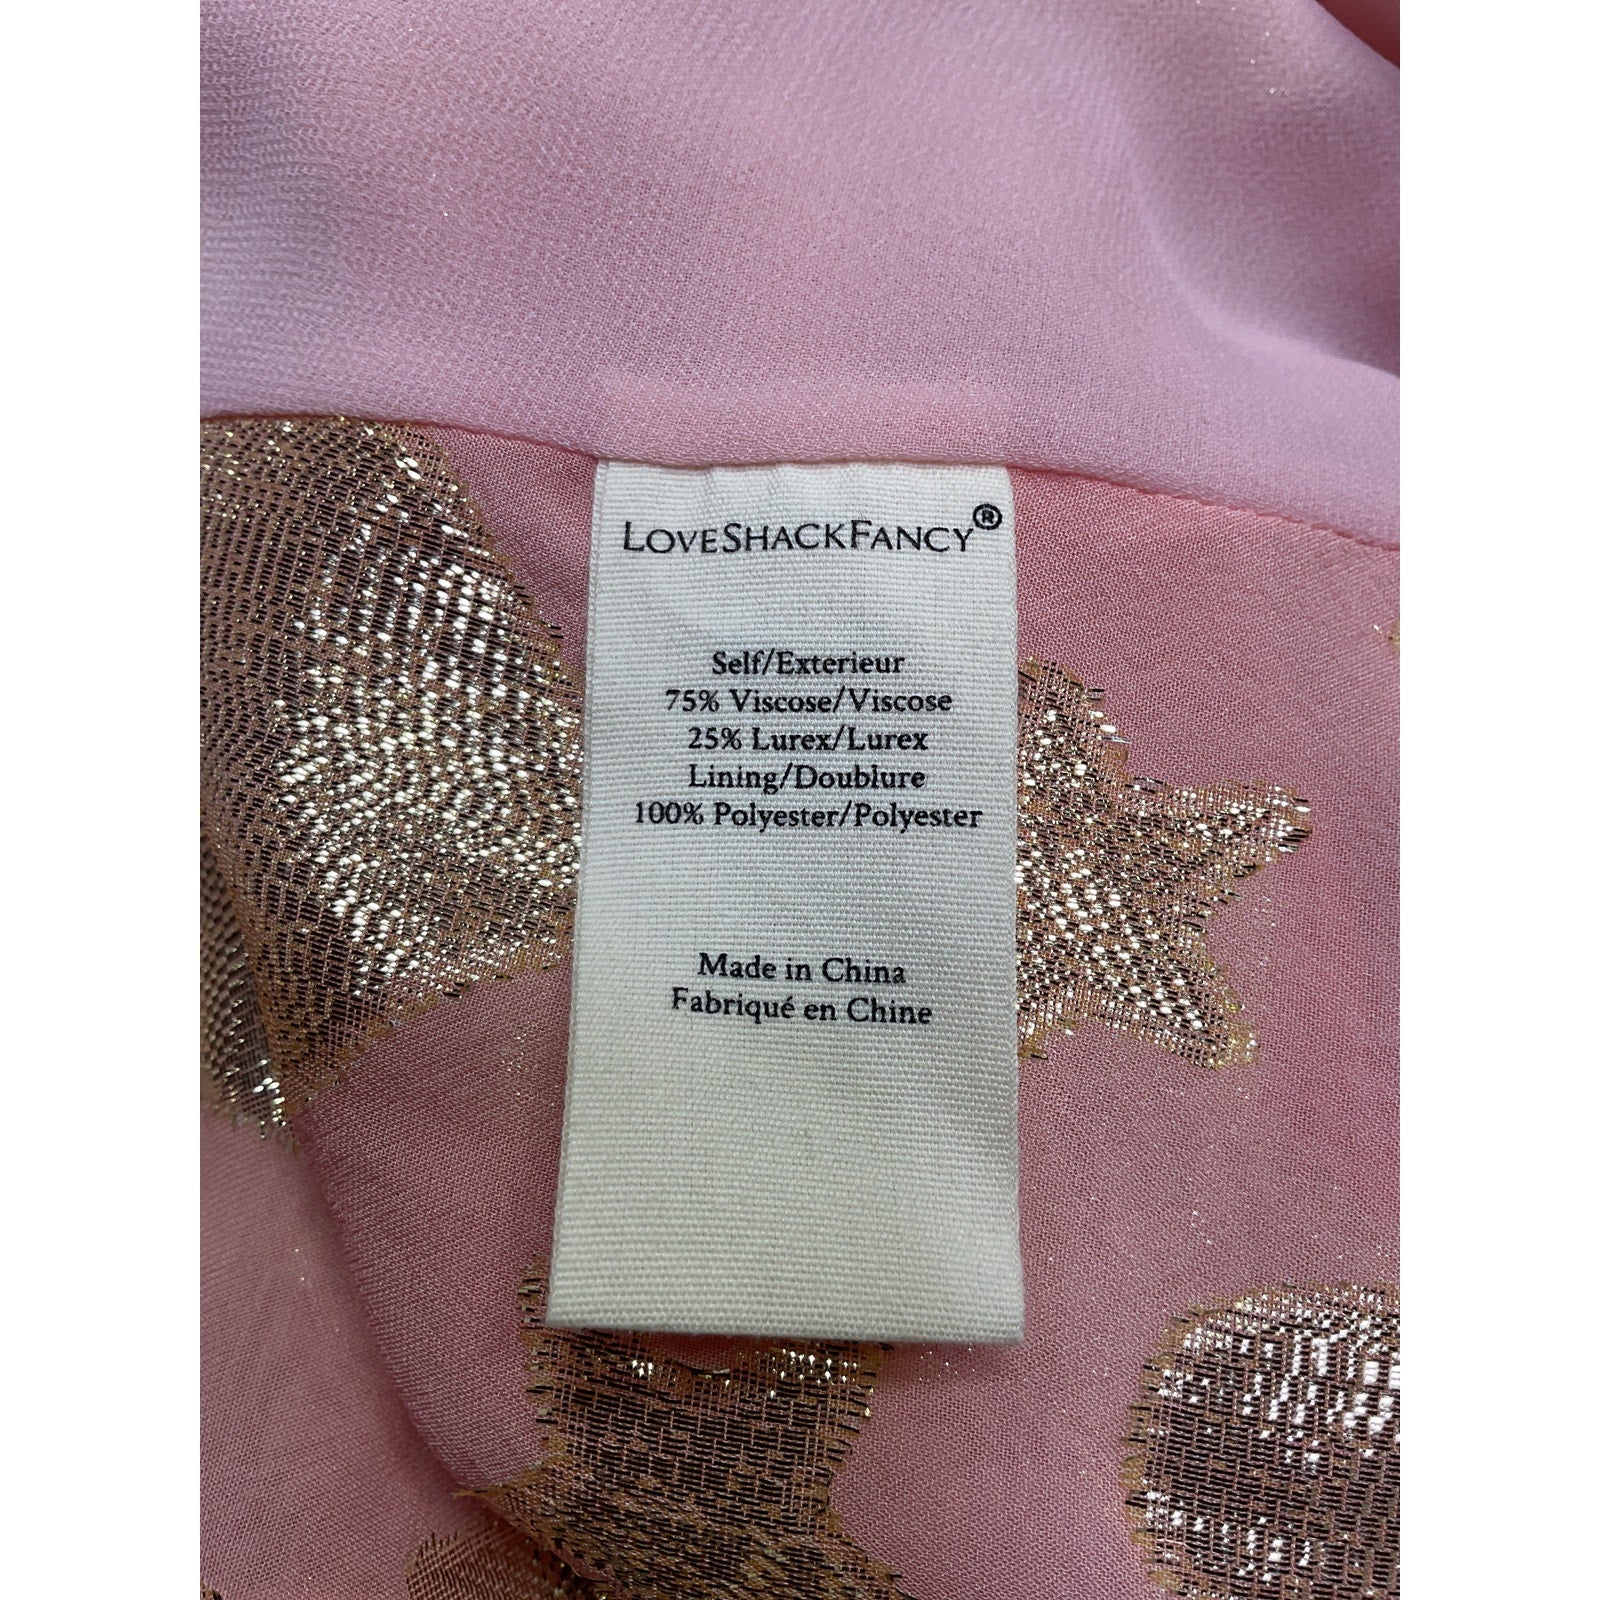 LOVESHACKFANCY®
Self/Exterieur
75% Viscose/Viscose
25% Lurex/Lurex
Lining/Doublure
100% Polyester/Polyester
Made in China
Fabriqué en Chine